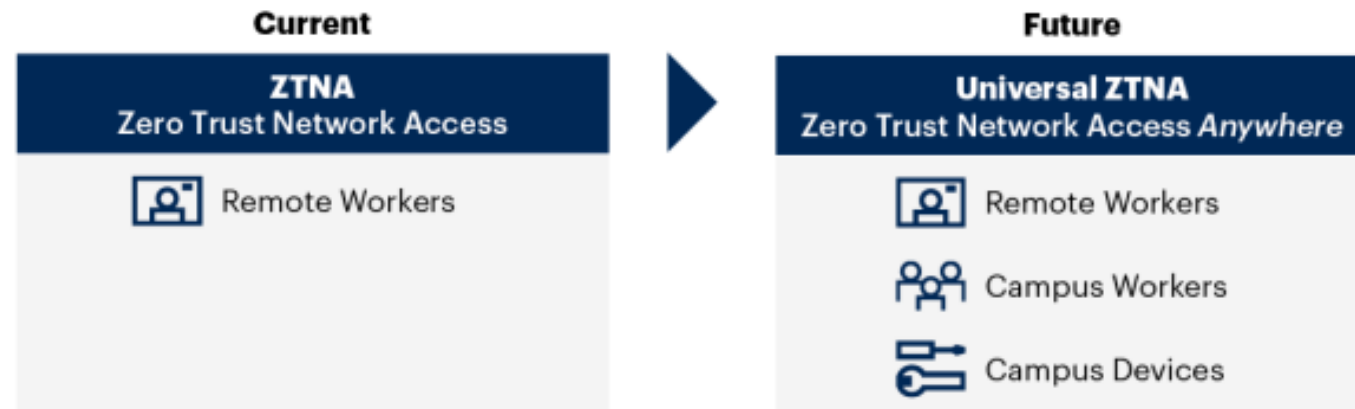 Current
ZTNA
Zero Trust Network Access
Remote Workers
Future
Universal ZTNA
Zero Trust Network Access Anywhere
Remote Workers
Campus Workers
Campus Devices